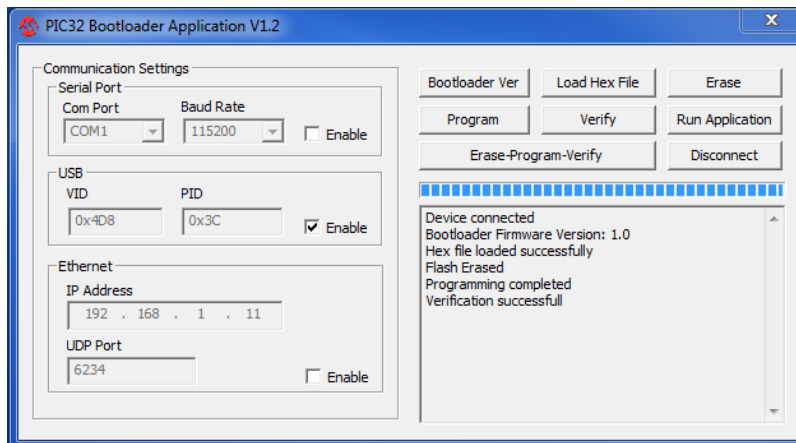 PIC32 Bootloader Application V1.2
x
Communication Settings
Serial Port
Com Port
Baud Rate
COM1
115200
Enable
USB
VID
PID
0x4D8
0x3C
Enable
Ethernet
IP Address
192 . 168 . 1 . 11
UDP Port
6234
Enable
Bootloader Ver
Load Hex File
Erase
Program
Verify
Run Application
Erase-Program-Verify
Disconnect
Device connected
Bootloader Firmware Version: 1.0
Hex file loaded successfully
Flash Erased
Programming completed
Verification successfull